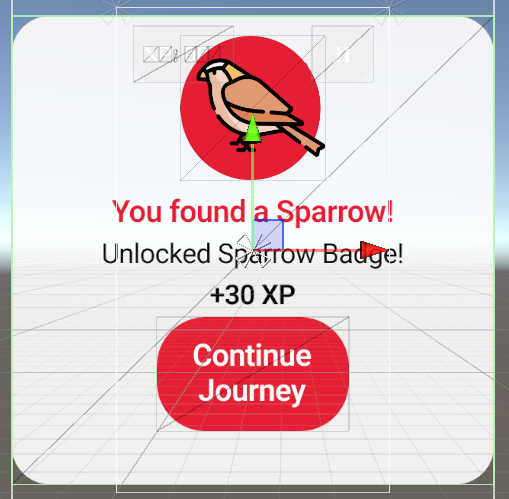 You found a Sparrow!
Unlocked Sparrow Badge!
+30 XP
Continue
Journey